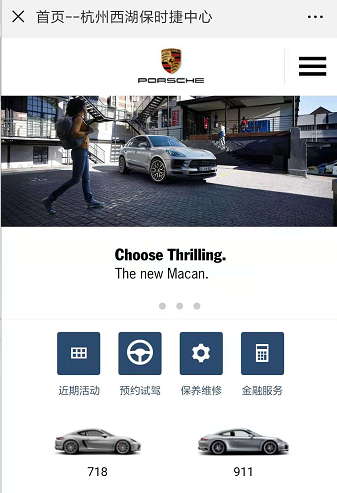 首页--杭州西湖保时捷中心
PORSCHE
Choose Thrilling.
The new Macan.
近期活动 预约试驾 保养维修 金融服务
718 911